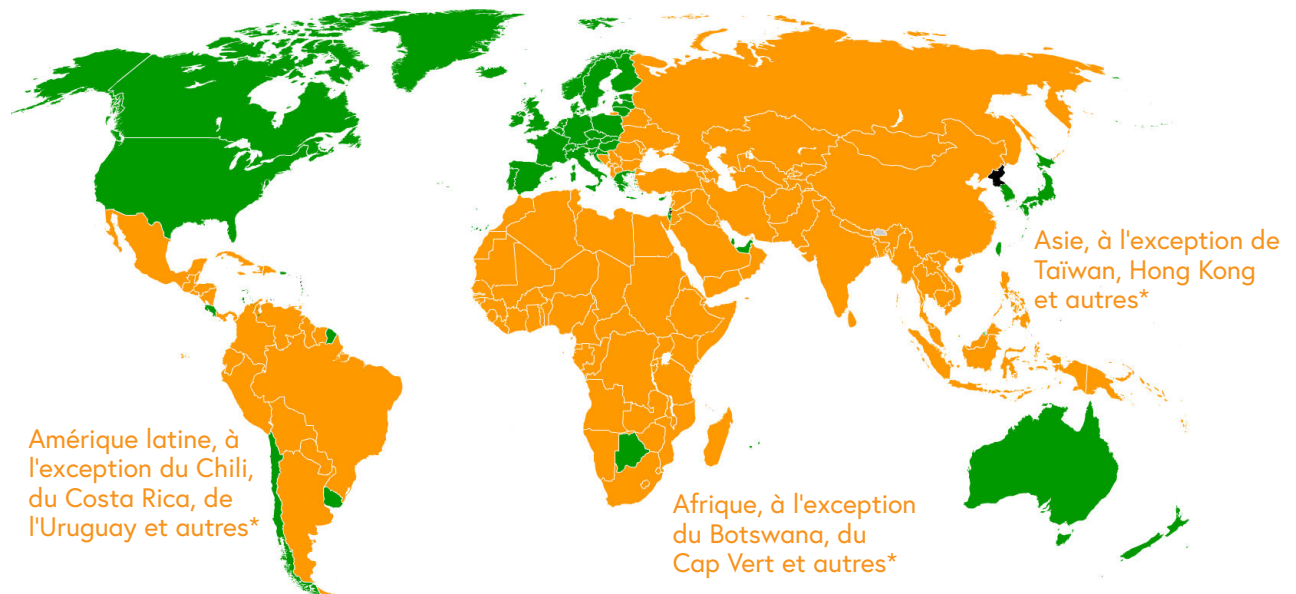 Asie, à l'exception de
Taïwan, Hong Kong
et autres*
Amérique latine, à
l'exception du Chili,
du Costa Rica, de
l'Uruguay et autres*
Afrique, à l'exception
du Botswana, du
Cap Vert et autres*